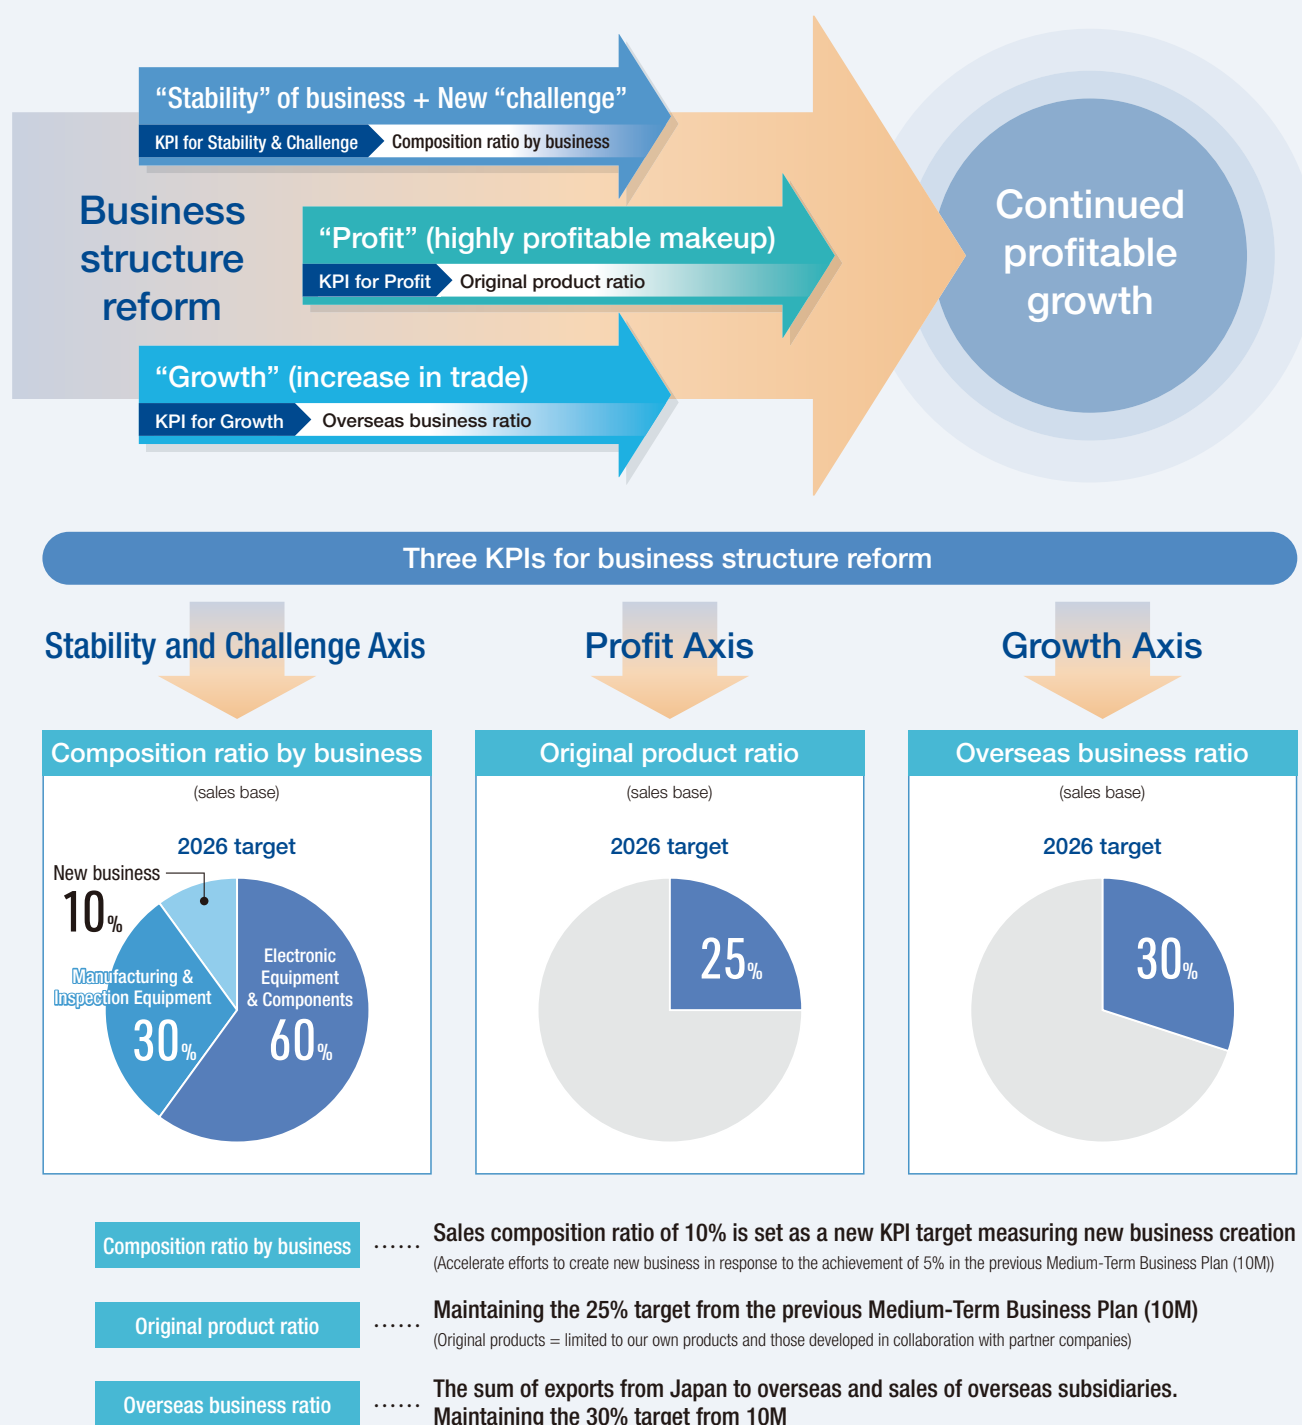 “Stability” of business + New “challenge”
KPI for Stability & Challenge
Composition ratio by business
Business
structure
reform
“Profit” (highly profitable makeup)
KPI for Profit
Original product ratio
“Growth” (increase in trade)
KPI for Growth
Overseas business ratio
Continued
profitable
growth
Three KPIs for business structure reform
Stability and Challenge Axis
Composition ratio by business
(sales base)
2026 target
New business
10%
Manufacturing &
Inspection Equipment
30%
Electronic
Equipment
& Components
60%
Profit Axis
Original product ratio
(sales base)
2026 target
25%
Growth Axis
Overseas business ratio
(sales base)
2026 target
30%
Composition ratio by business ...... Sales composition ratio of 10% is set as a new KPI target measuring new business creation
(Accelerate efforts to create new business in response to the achievement of 5% in the previous Medium-Term Business Plan (10M))
Original product ratio ...... Maintaining the 25% target from the previous Medium-Term Business Plan (10M)
(Original products = limited to our own products and those developed in collaboration with partner companies)
Overseas business ratio ...... The sum of exports from Japan to overseas and sales of overseas subsidiaries.
Maintaining the 30% target from 10M